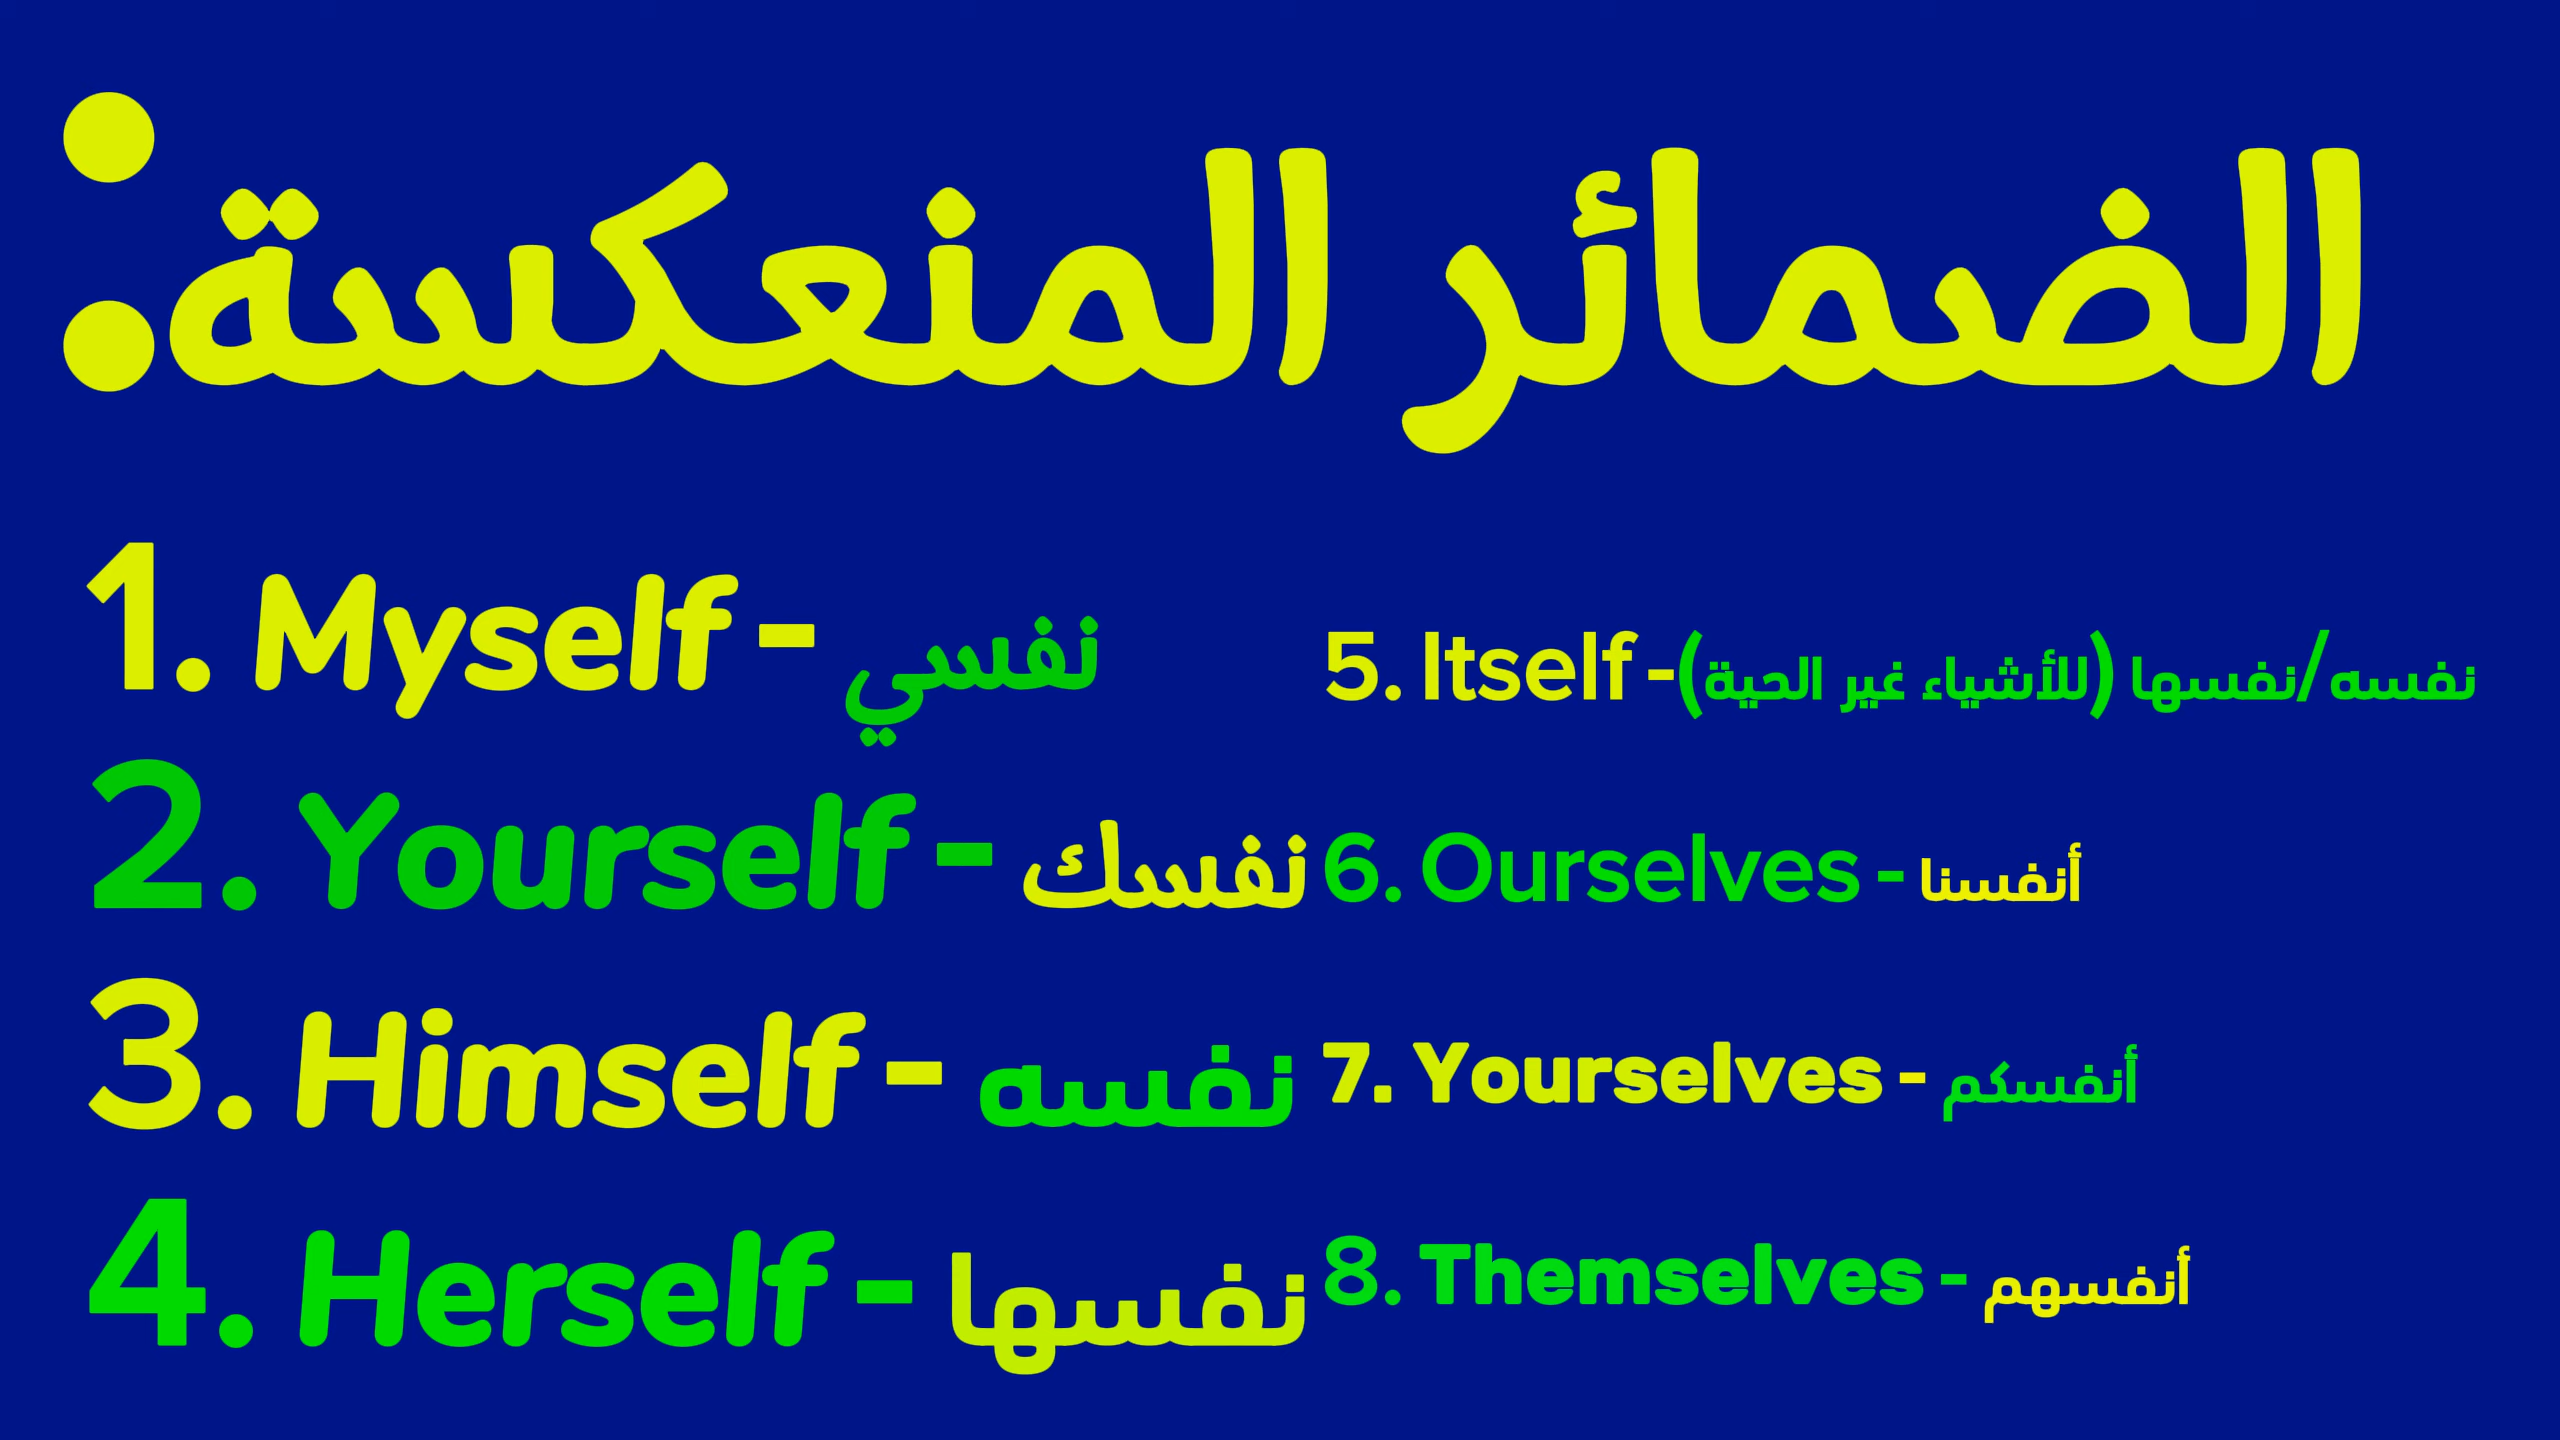 الضمائر المنعكسة:
1. Myself - نفسي
2. Yourself - نفسك
3. Himself - نفسه
4. Herself - نفسها
5. Itself - نفسه/نفسها (للأشياء غير الحية)
6. Ourselves - أنفسنا
7. Yourselves - أنفسكم
8. Themselves - أنفسهم